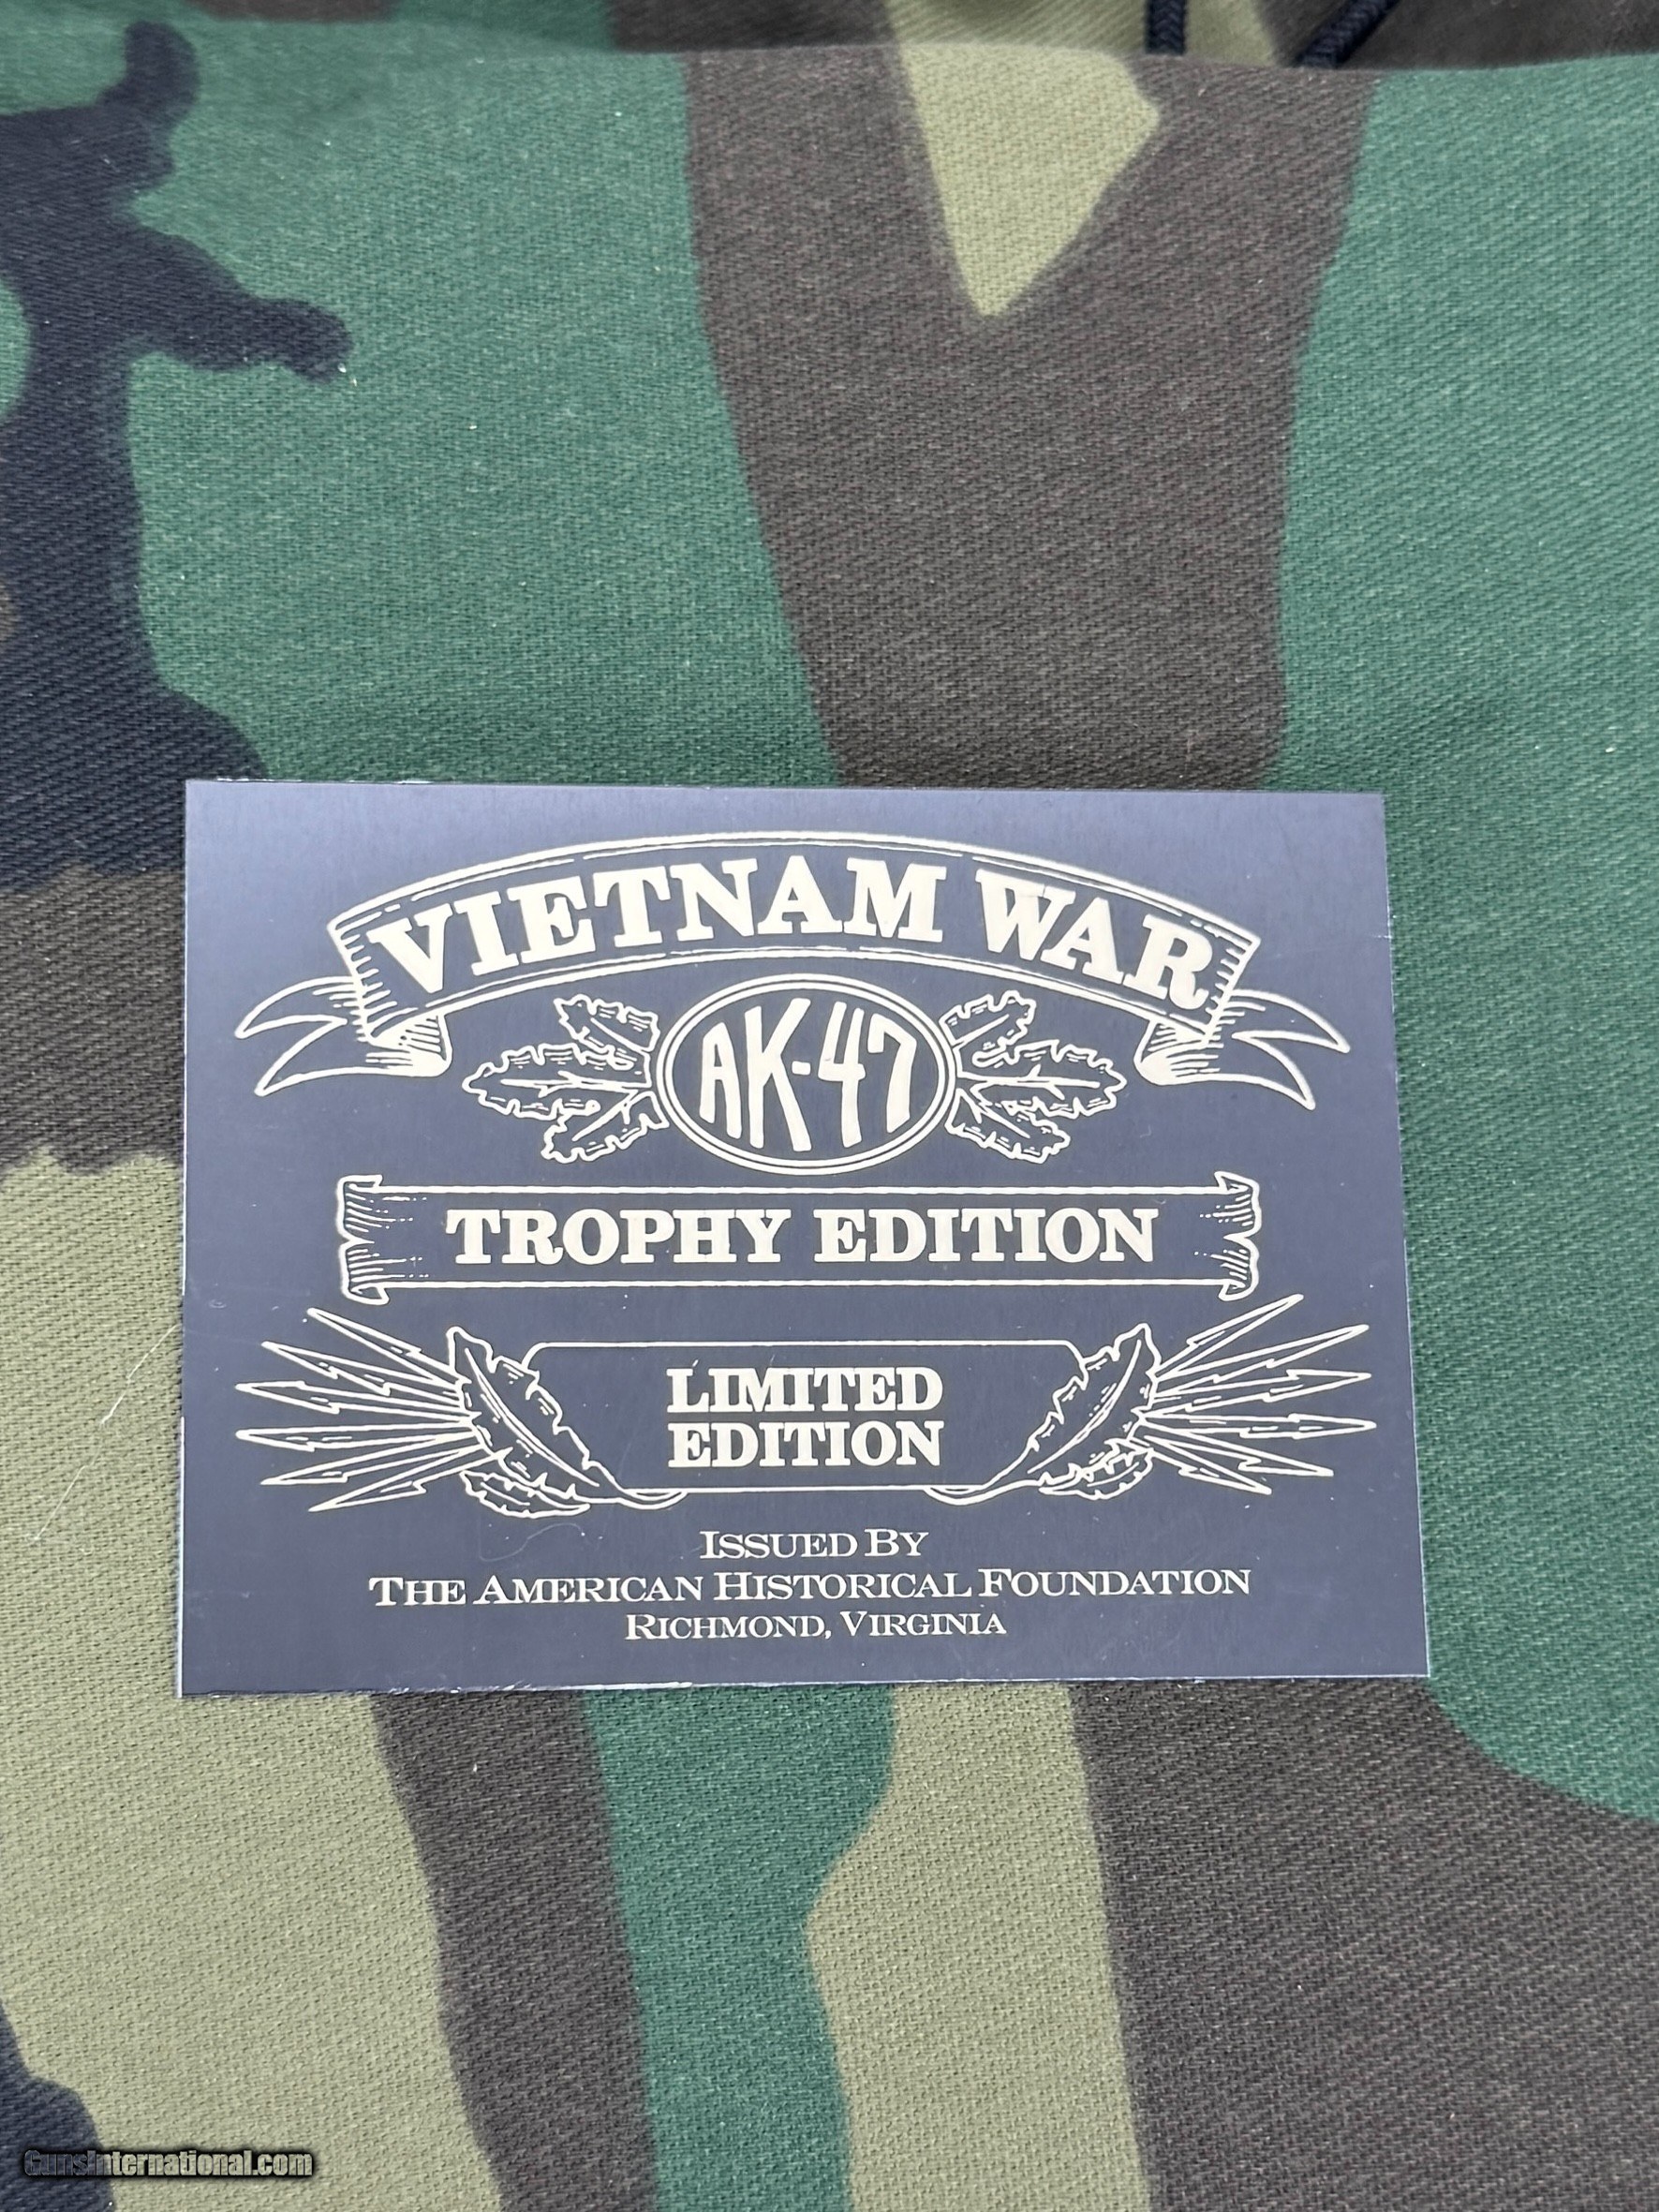 VIETNAM WAR
AK-47
TROPHY EDITION
LIMITED
EDITION
ISSUED BY
THE AMERICAN HISTORICAL FOUNDATION
RICHMOND, VIRGINIA
GunsInternational.com